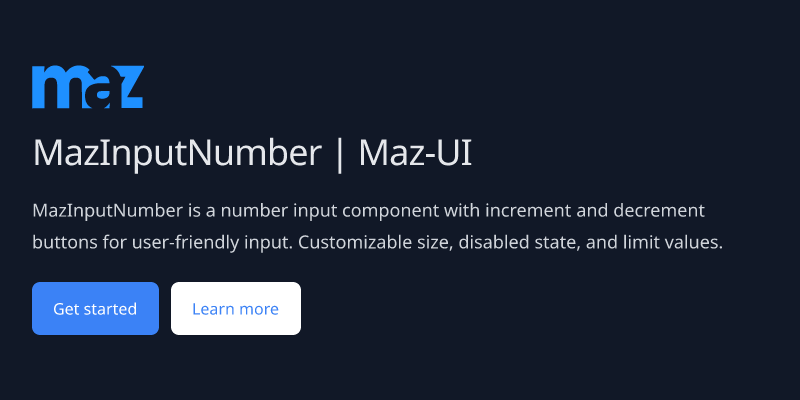 maz
MazInputNumber | Maz-UI
MazInputNumber is a number input component with increment and decrement
buttons for user-friendly input. Customizable size, disabled state, and limit values.
Get started
Learn more